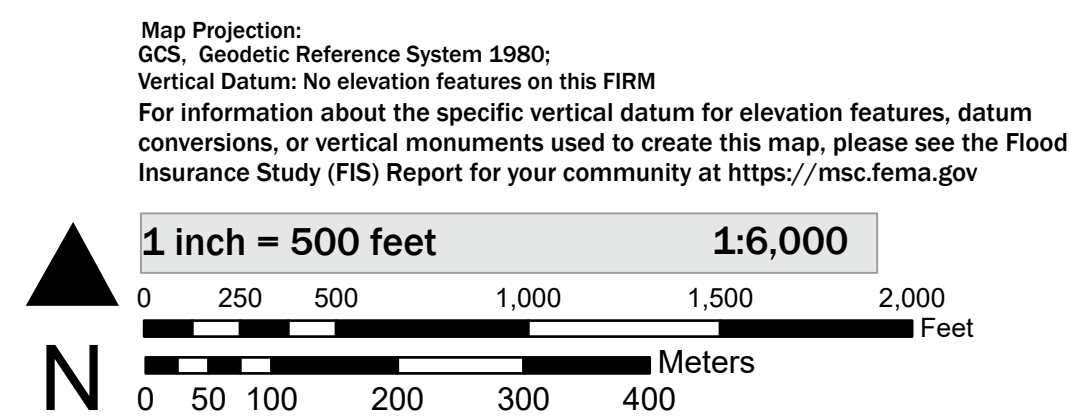 Map Projection:
GCS, Geodetic Reference System 1980;
Vertical Datum: No elevation features on this FIRM
For information about the specific vertical datum for elevation features, datum
conversions, or vertical monuments used to create this map, please see the Flood
Insurance Study (FIS) Report for your community at https://msc.fema.gov
1 inch = 500 feet 1:6,000
0 250 500 1,000 1,500 2,000
Feet
Meters
N
0 50 100 200 300 400